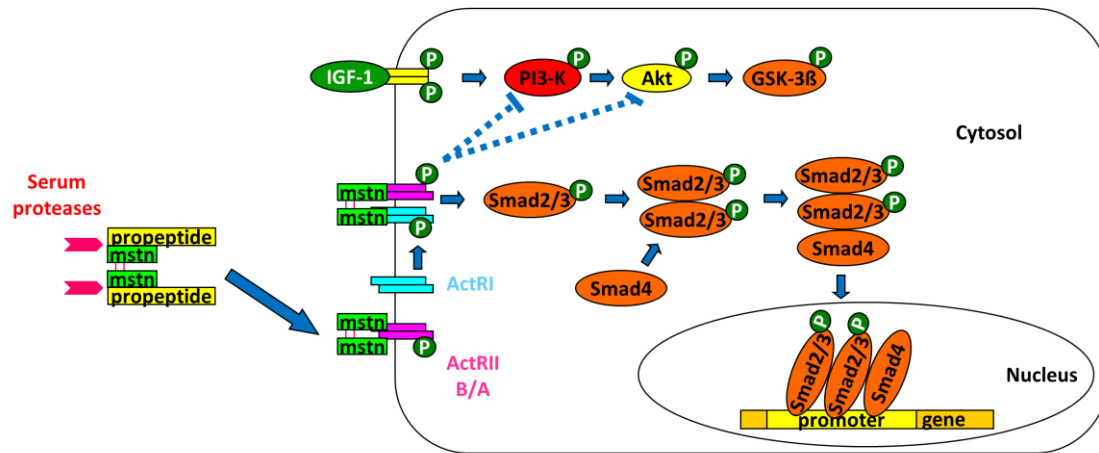 P
IGF-1
P
P
PI3-K
P
Akt
P
GSK-3ß
Cytosol
P
mstn
mstn
P
Smad2/3
P
Smad2/3
P
Smad2/3
P
Smad2/3
P
Smad2/3
P
Smad4
Serum
proteases
propeptide
mstn
mstn
propeptide
ActRI
Smad4
mstn
mstn
P
ActRII
B/A
P
P
Smad2/3
Smad2/3
Smad4
Nucleus
promoter
gene